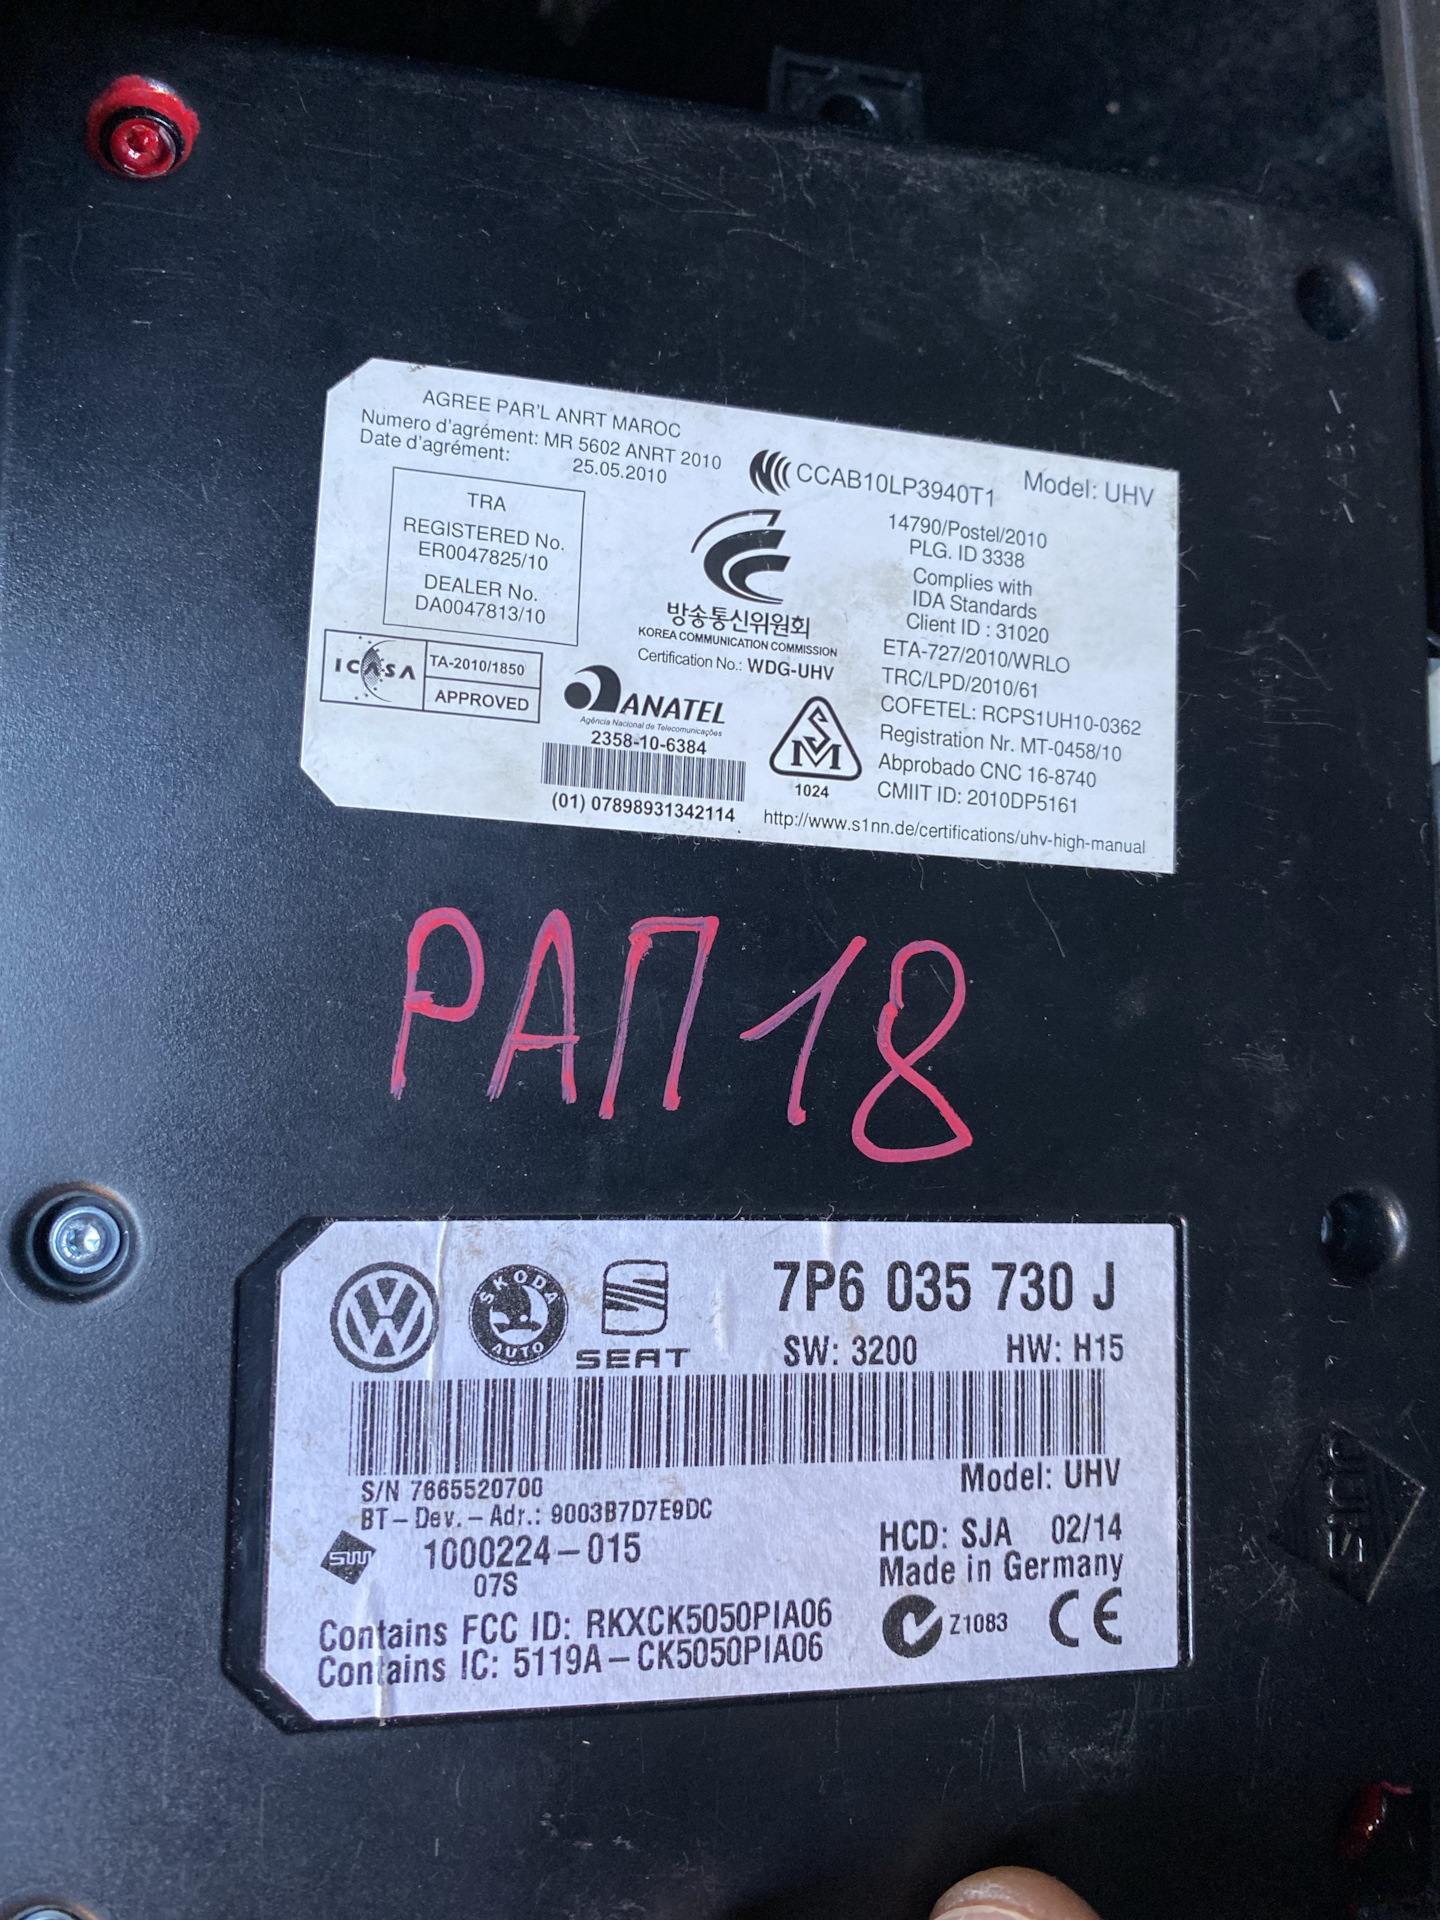 AGREE PAR'L ANRT MAROC
Numero d'agrément: MR 5602 ANRT 2010
Date d'agrément: 25.05.2010
TRA
REGISTERED No.
ER0047825/10
DEALER No.
DA0047813/10
ICASA
TA-2010/1850
APPROVED
CCAB10LP3940T1
Model: UHV
방송통신위원회
KOREA COMMUNICATION COMMISSION
Certification No.: WDG-UHV
ANATEL
Agência Nacional de Telecomunicações
2358-10-6384
(01) 07898931342114
SM
1024
14790/Postel/2010
PLG. ID 3338
Complies with
IDA Standards
Client ID : 31020
ETA-727/2010/WRLO
TRC/LPD/2010/61
COFETEL: RCPS1UH10-0362
Registration Nr. MT-0458/10
Abprobado CNC 16-8740
CMIIT ID: 2010DP5161
http://www.s1nn.de/certifications/uhv-high-manual
РАП 18
VW
SKODA
AUTO
SEAT
7P6 035 730 J
SW: 3200 HW: H15
S/N 7665520700
Model: UHV
BT-Dev.-Adr.: 9003B7D7E9DC
1000224-015
07S
HCD: SJA 02/14
Made in Germany
Contains FCC ID: RKXCK5050PIA06
Contains IC: 5119A-CK5050PIA06
Z1083
CE